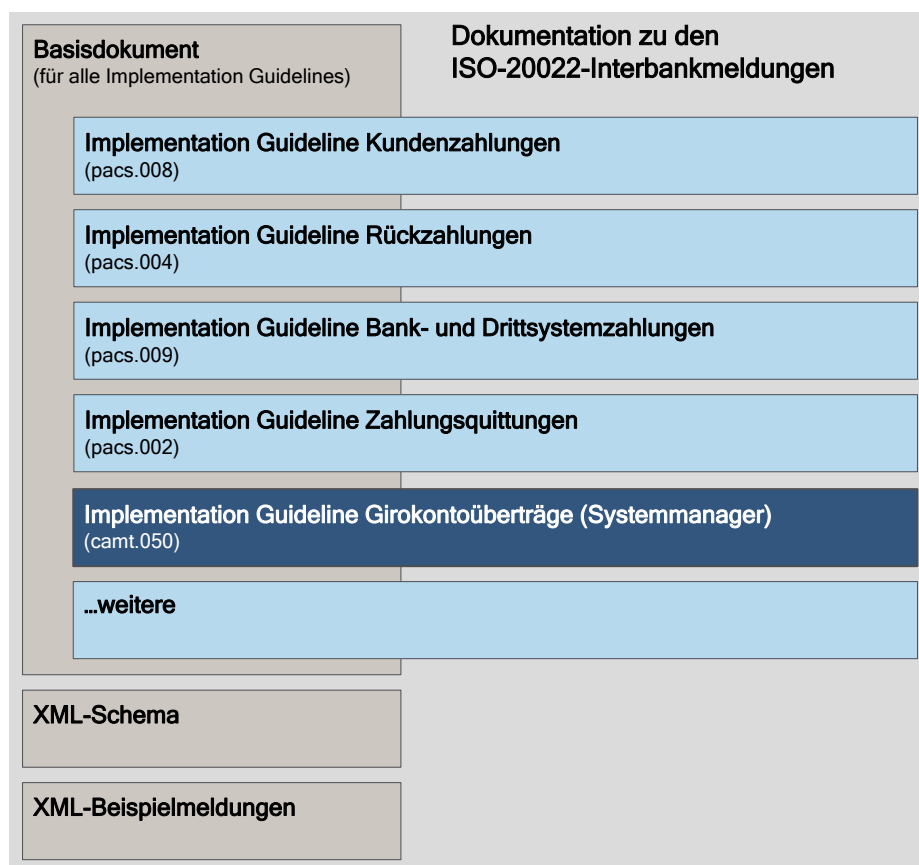 Basisdokument
(für alle Implementation Guidelines)
Dokumentation zu den
ISO-20022-Interbankmeldungen
Implementation Guideline Kundenzahlungen
(pacs.008)
Implementation Guideline Rückzahlungen
(pacs.004)
Implementation Guideline Bank- und Drittsystemzahlungen
(pacs.009)
Implementation Guideline Zahlungsquittungen
(pacs.002)
Implementation Guideline Girokontoüberträge (Systemmanager)
(camt.050)
…weitere
XML-Schema
XML-Beispielmeldungen